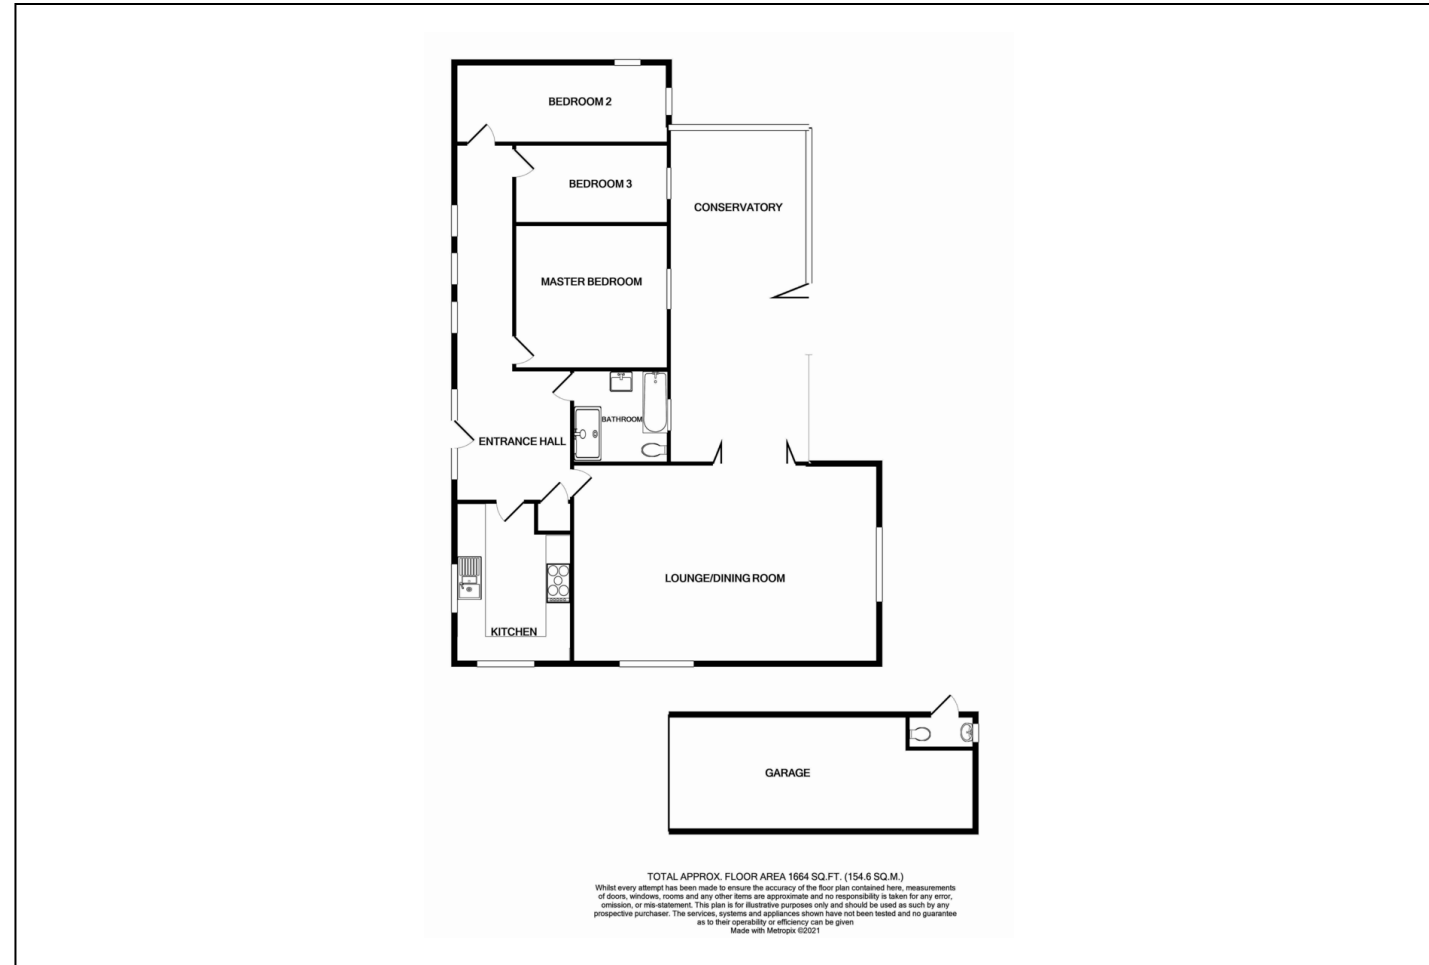 BEDROOM 2
BEDROOM 3
CONSERVATORY
MASTER BEDROOM
BATHROOM
ENTRANCE HALL
LOUNGE/DINING ROOM
KITCHEN
GARAGE
TOTAL APPROX. FLOOR AREA 1664 SQ.FT. (154.6 SQ.M.)
Whilst every attempt has been made to ensure the accuracy of the floor plan contained here, measurements
of doors, windows, rooms and any other items are approximate and no responsibility is taken for any error,
omission, or mis-statement. This plan is for illustrative purposes only and should be used as such by any
prospective purchaser. The services, systems and appliances shown have not been tested and no guarantee
as to their operability or efficiency can be given
Made with Metropix ©2021